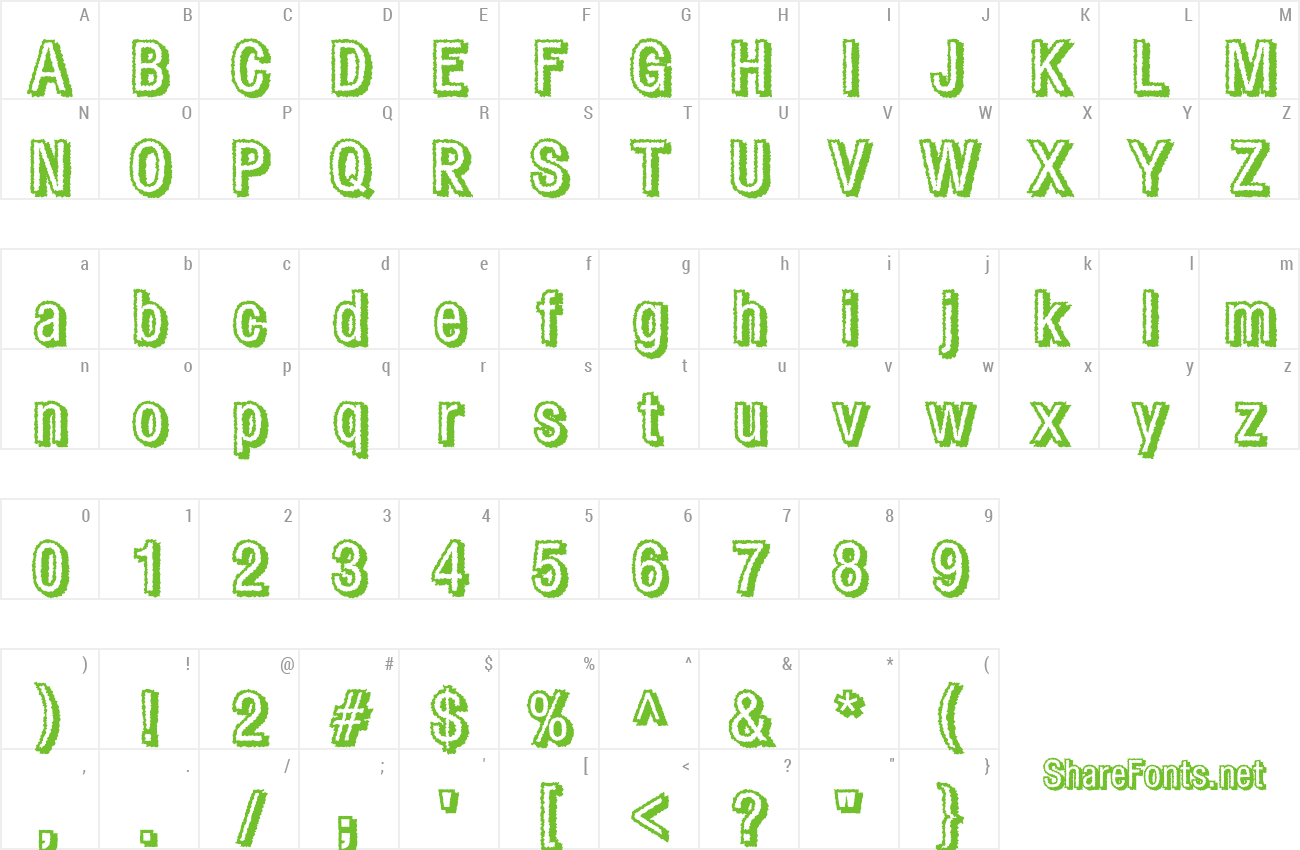 A B C D E F G H I J K L M
A B C D E F G H I J K L M
N O P Q R S T U V W X Y Z
N O P Q R S T U V W X Y Z
a b c d e f g h i j k l m
a b c d e f g h i j k l m
n o p q r s t u v w x y z
n o p q r s t u v w x y z
0 1 2 3 4 5 6 7 8 9
0 1 2 3 4 5 6 7 8 9
) ! @ # $ % ^ & * (
) ! 2 # $ % ^ & * (
, . / ; ' [ < ? " }
, . / ; ' [ < ? " }
ShareFonts.net